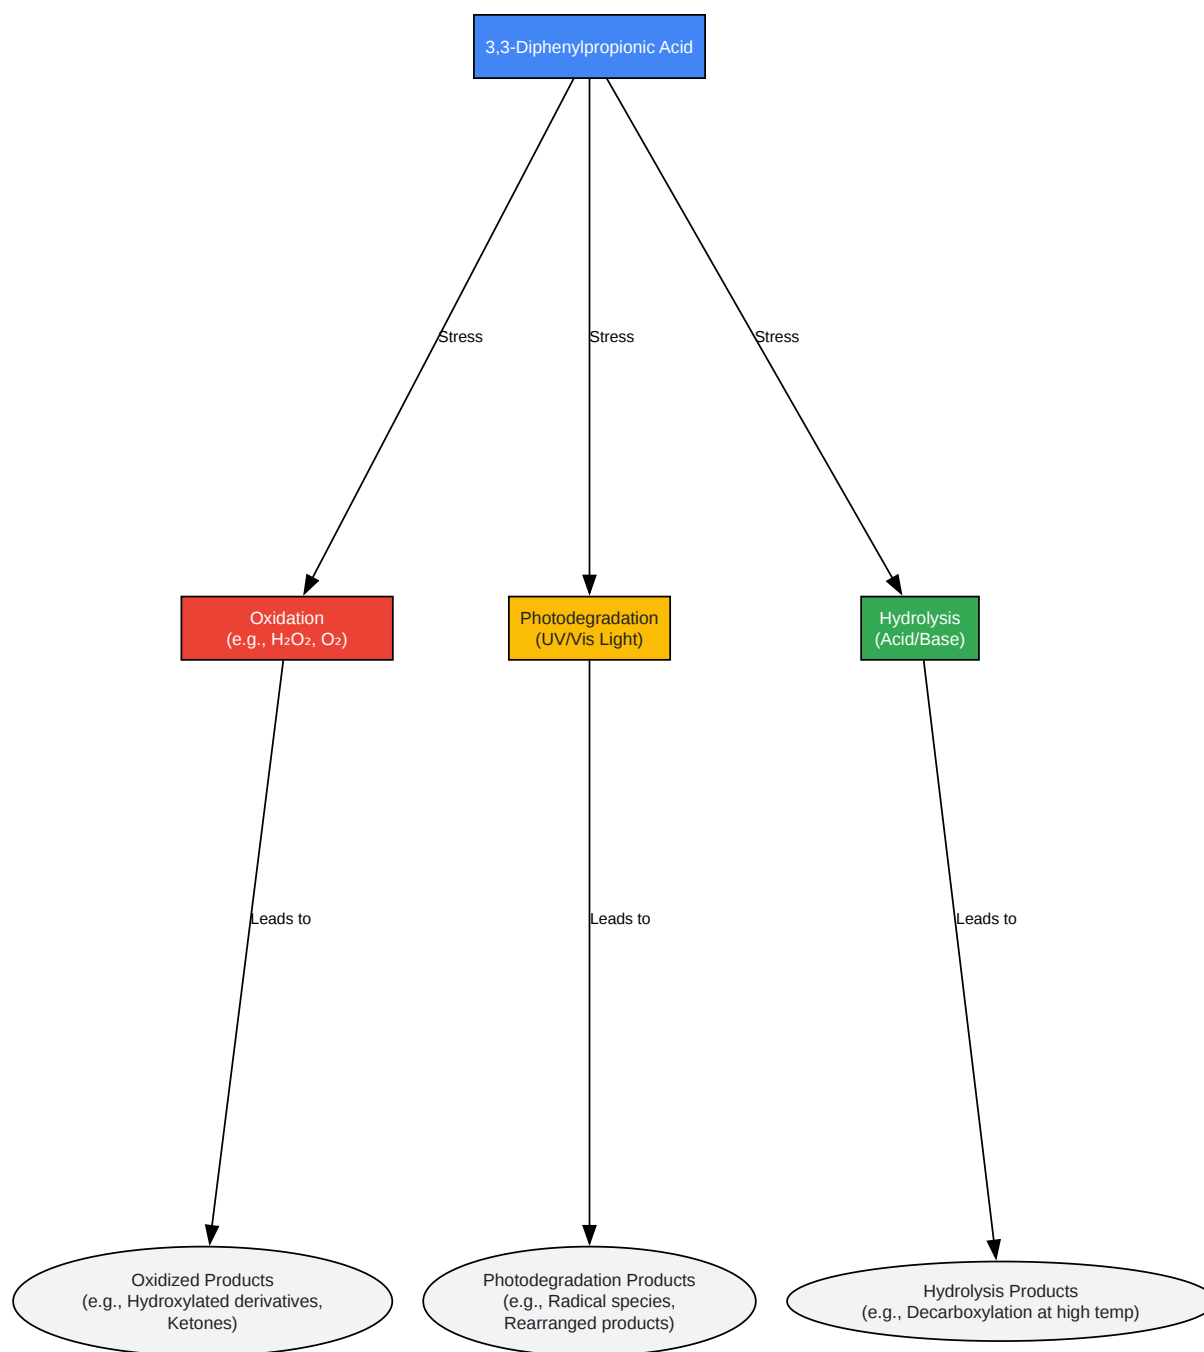 3,3-Diphenylpropionic Acid
Stress
Stress
Stress
Oxidation
(e.g., H₂O₂, O₂)
Photodegradation
(UV/Vis Light)
Hydrolysis
(Acid/Base)
Leads to
Leads to
Leads to
Oxidized Products
(e.g., Hydroxylated derivatives,
Ketones)
Photodegradation Products
(e.g., Radical species,
Rearranged products)
Hydrolysis Products
(e.g., Decarboxylation at high temp)